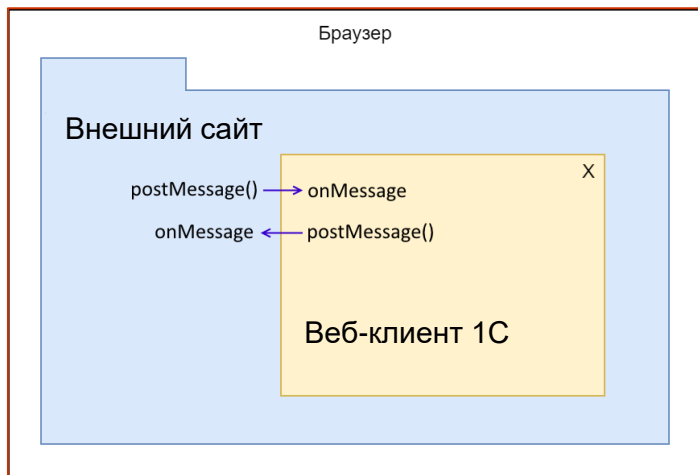 Браузер
Внешний сайт
X
postMessage() onMessage
onMessage postMessage()
Веб-клиент 1С